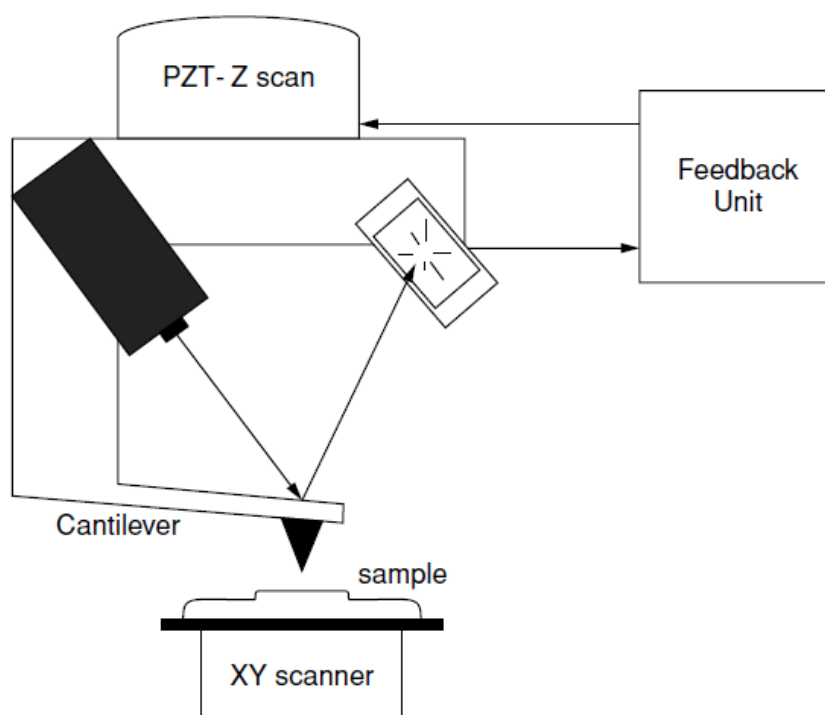 PZT- Z scan
Feedback
Unit
Cantilever
sample
XY scanner